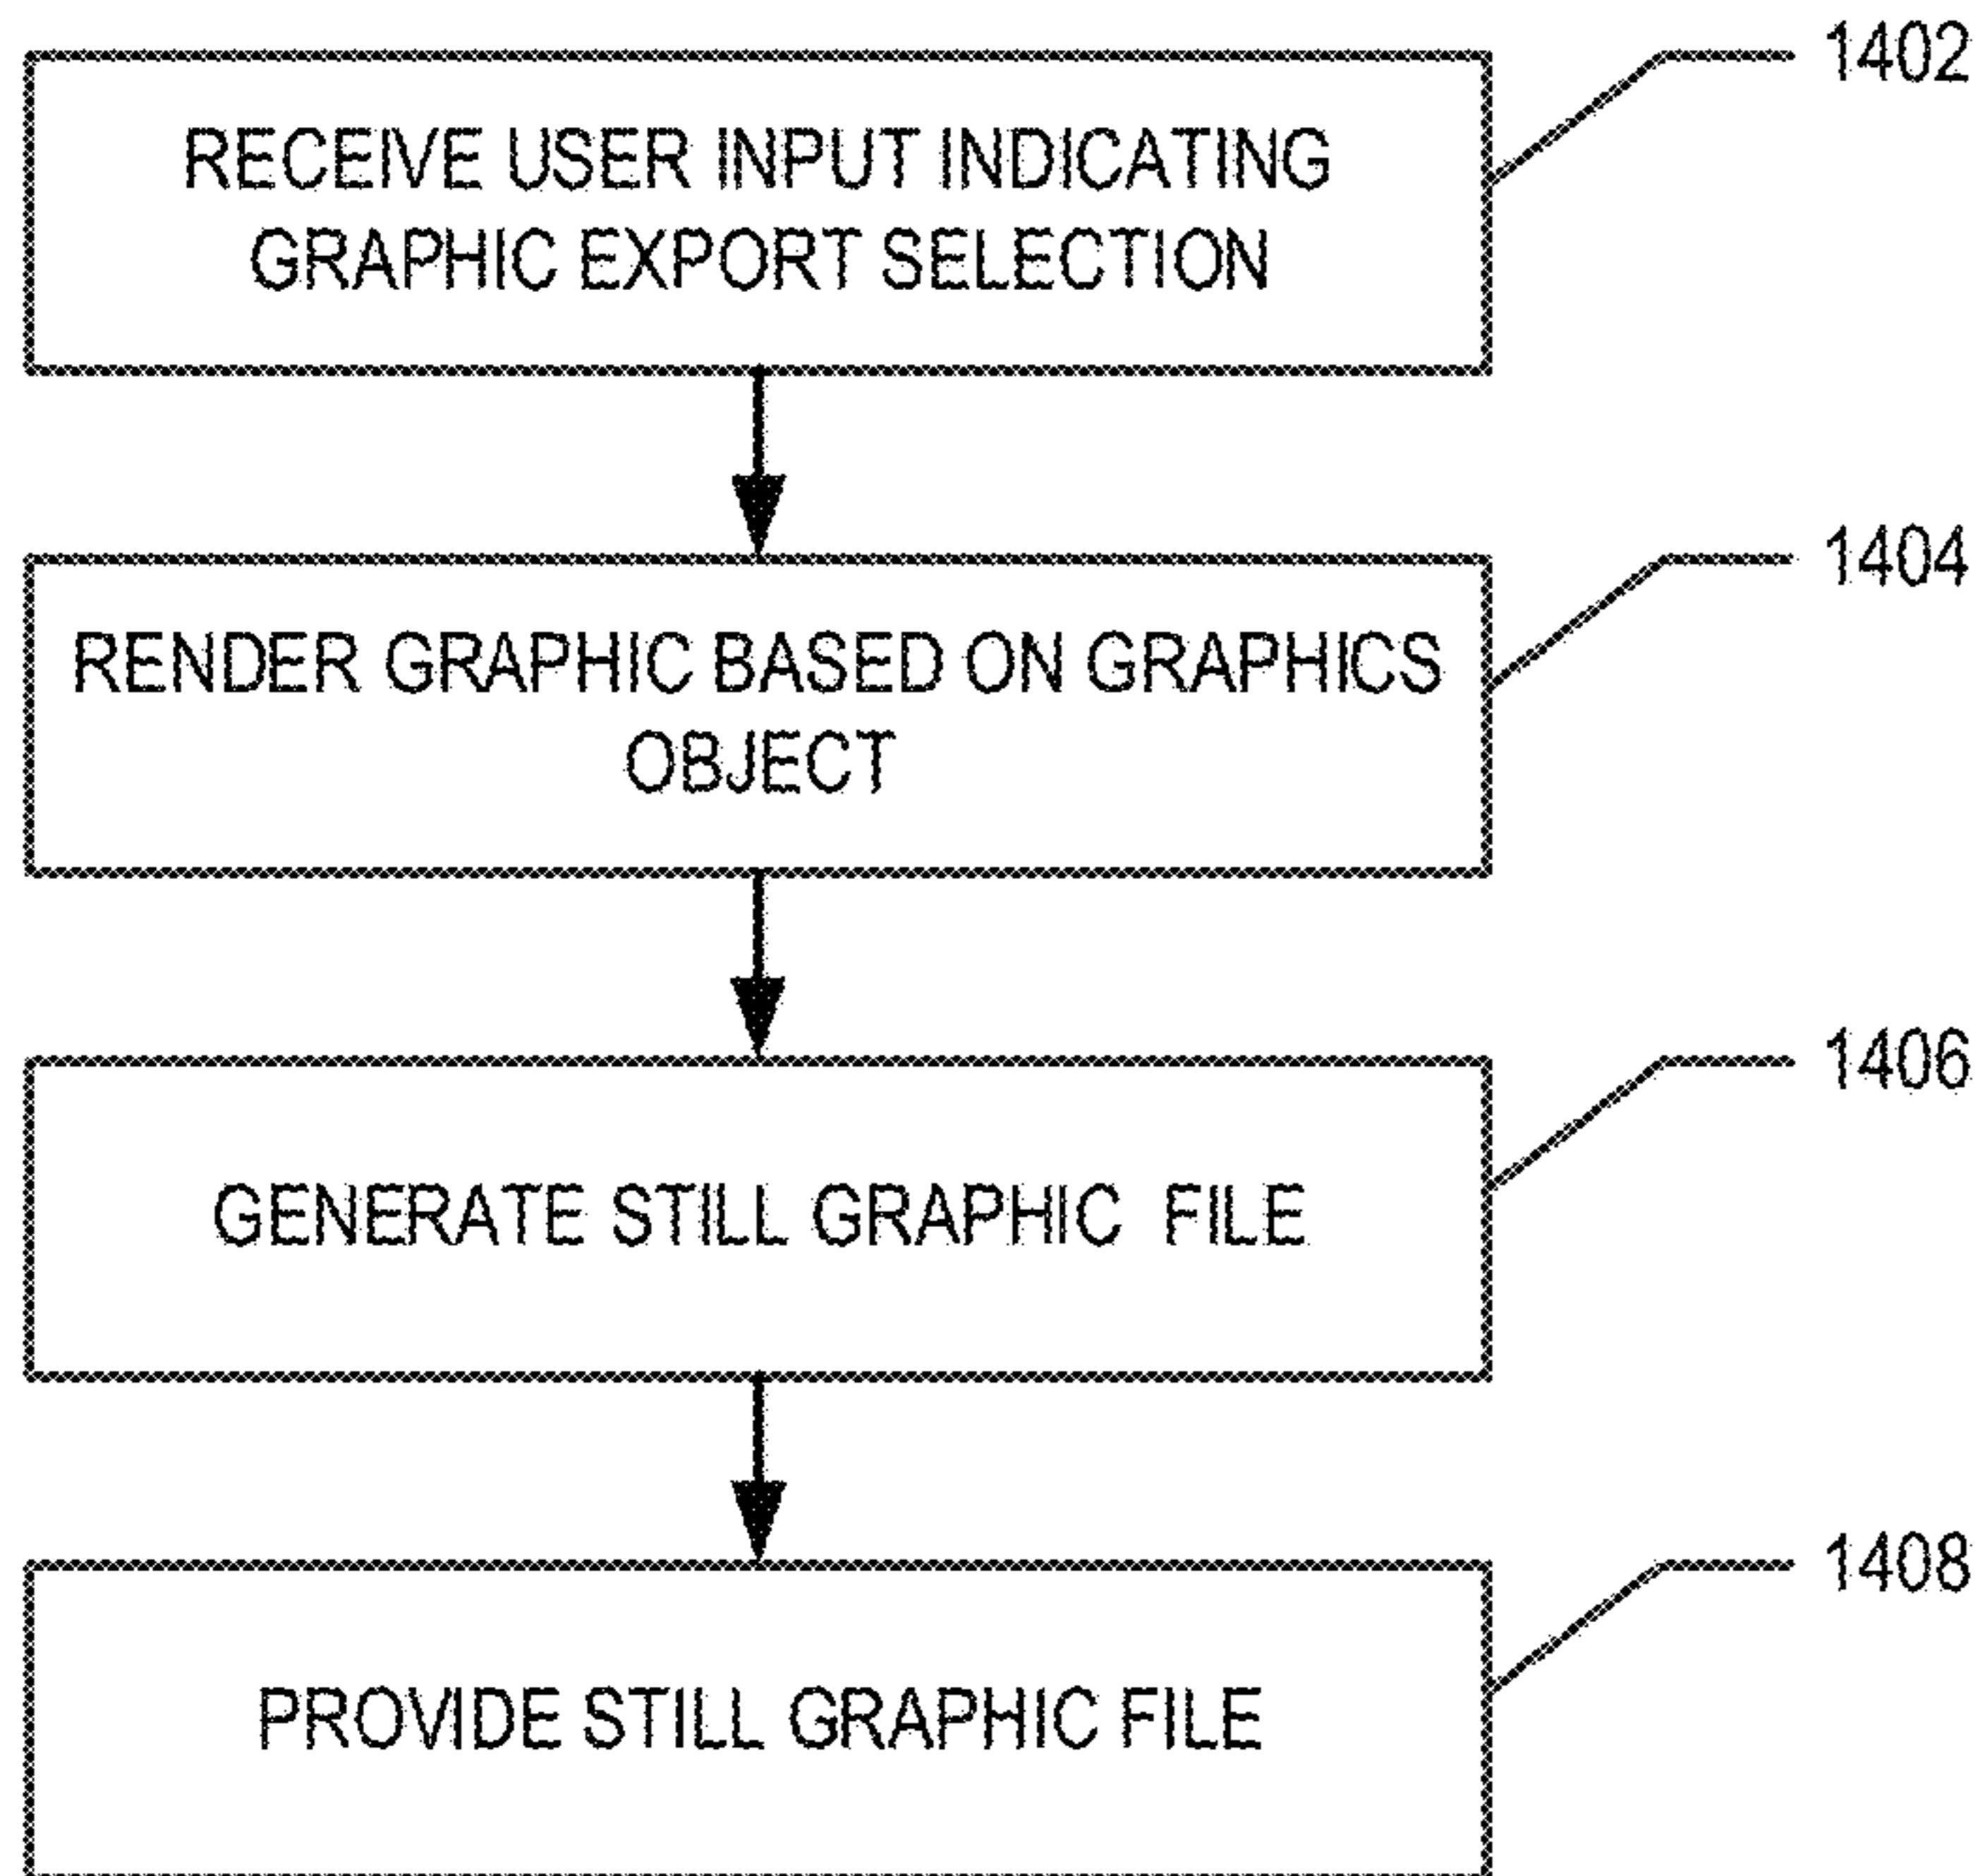 1402
RECEIVE USER INPUT INDICATING
GRAPHIC EXPORT SELECTION
1404
RENDER GRAPHIC BASED ON GRAPHICS
OBJECT
1406
GENERATE STILL GRAPHIC FILE
1408
PROVIDE STILL GRAPHIC FILE